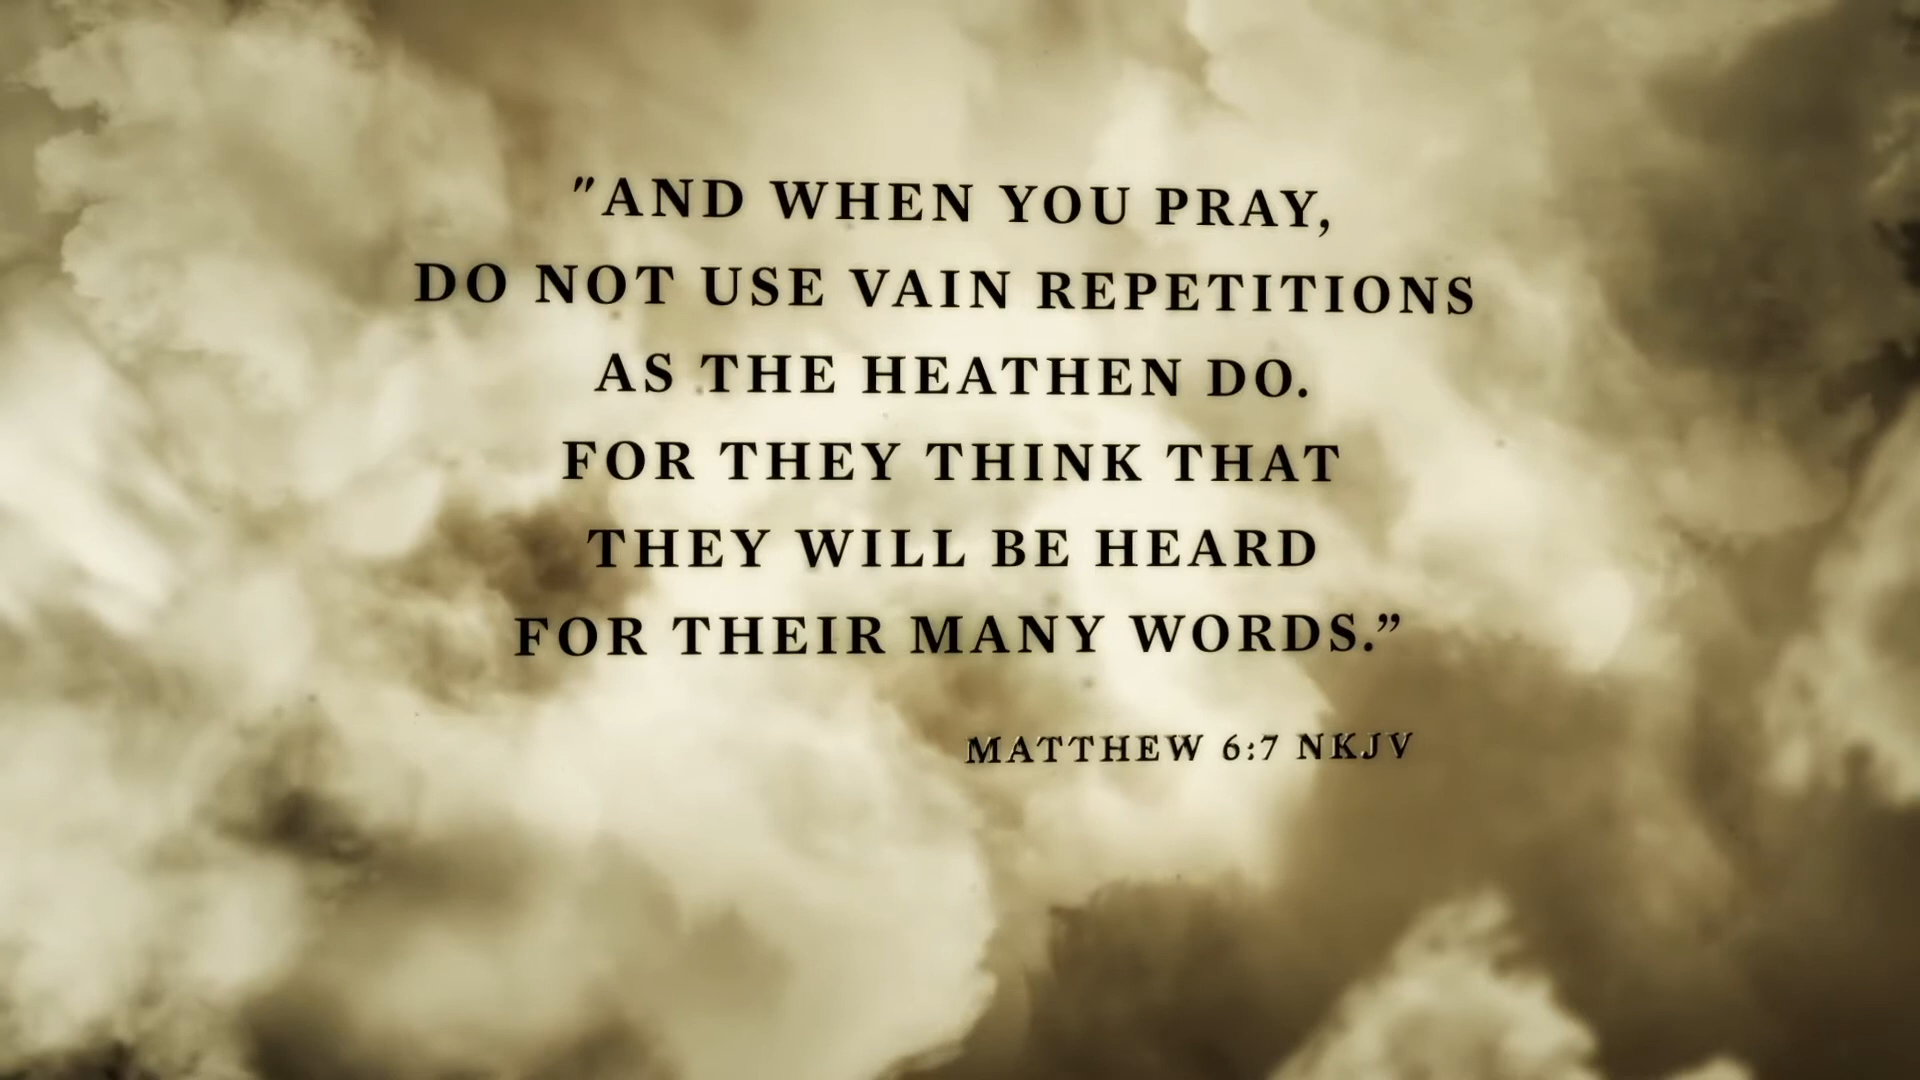 "AND WHEN YOU PRAY,
DO NOT USE VAIN REPETITIONS
AS THE HEATHEN DO.
FOR THEY THINK THAT
THEY WILL BE HEARD
FOR THEIR MANY WORDS.”
MATTHEW 6:7 NKJV